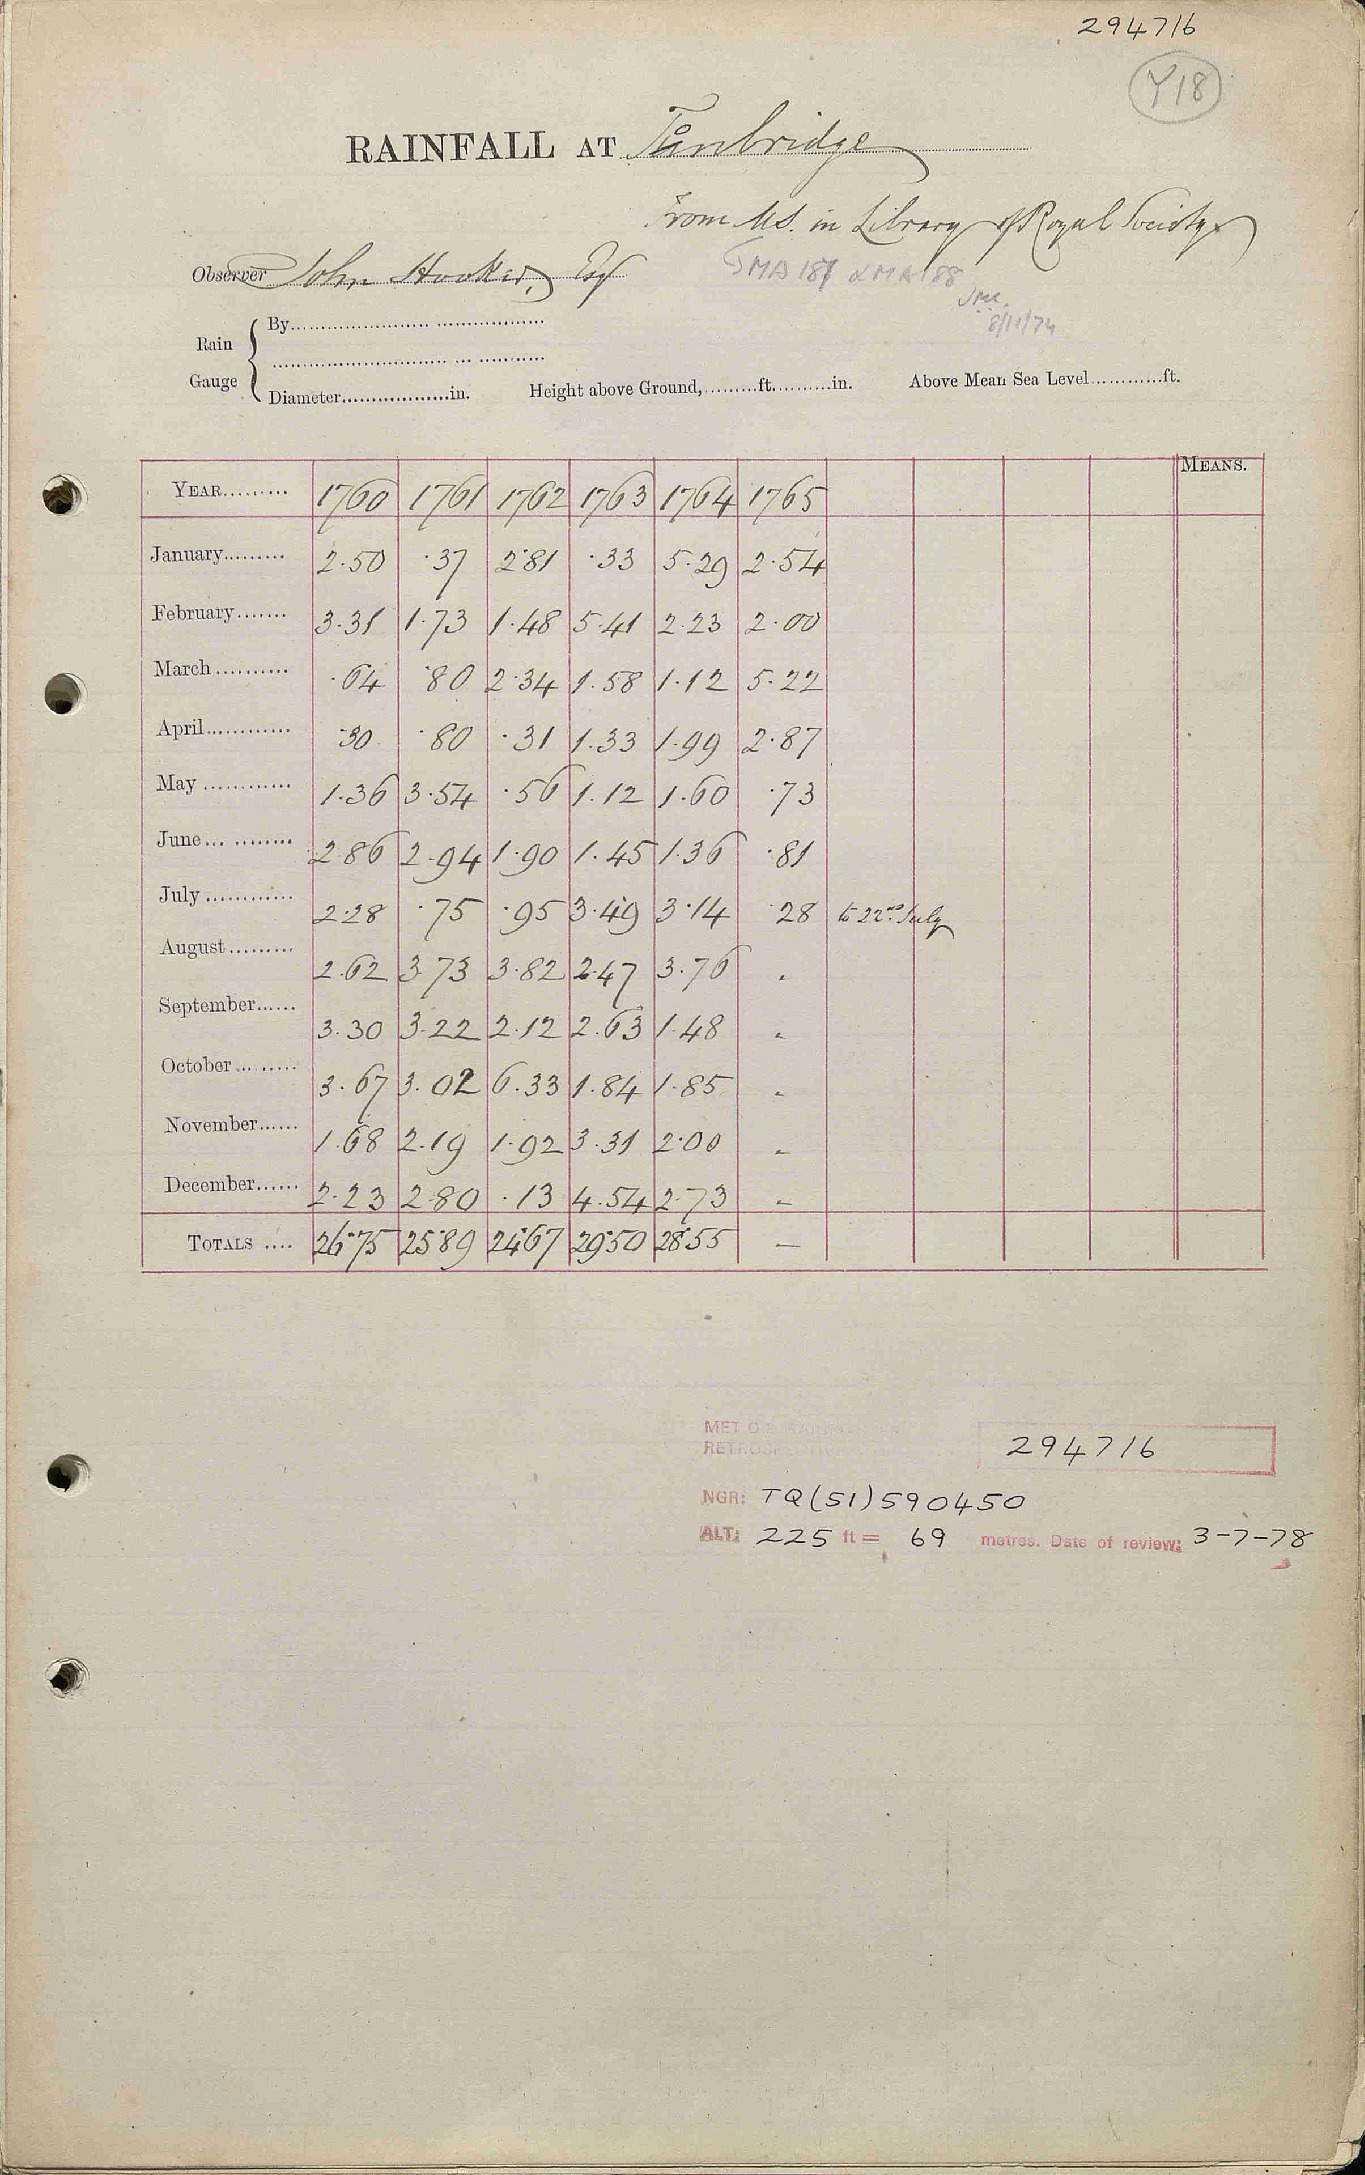 294716
Y18
RAINFALL AT Tunbridge
From MS. in Library of Royal Society
Observer John Hooker, Esq
MA 187 & MA 188
8/11/74
Rain Gauge
By
Diameter in. Height above Ground, ft. in. Above Mean Sea Level ft.
YEAR 1760 1761 1762 1763 1764 1765 MEANS.
January 2.50 .37 2.81 .33 5.29 2.54
February 3.31 1.73 1.48 5.41 2.23 2.00
March .64 .80 2.34 1.58 1.12 5.22
April .30 .80 .31 1.33 1.99 2.87
May 1.36 3.54 .56 1.12 1.60 .73
June 2.86 2.94 1.90 1.45 1.36 .81
July 2.28 .75 .95 3.49 3.14 .28 to 22nd July
August 2.62 3.73 3.82 2.47 3.76 -
September 3.30 3.22 2.12 2.63 1.48 -
October 3.67 3.02 6.33 1.84 1.85 -
November 1.68 2.19 1.92 3.31 2.00 -
December 2.23 2.80 .13 4.54 2.73 -
TOTALS 26.75 25.89 24.67 29.50 28.55 —
MET O 8
294716
NGR: TQ(51)590450
ALT: 225 ft = 69 metres. Date of review: 3-7-78